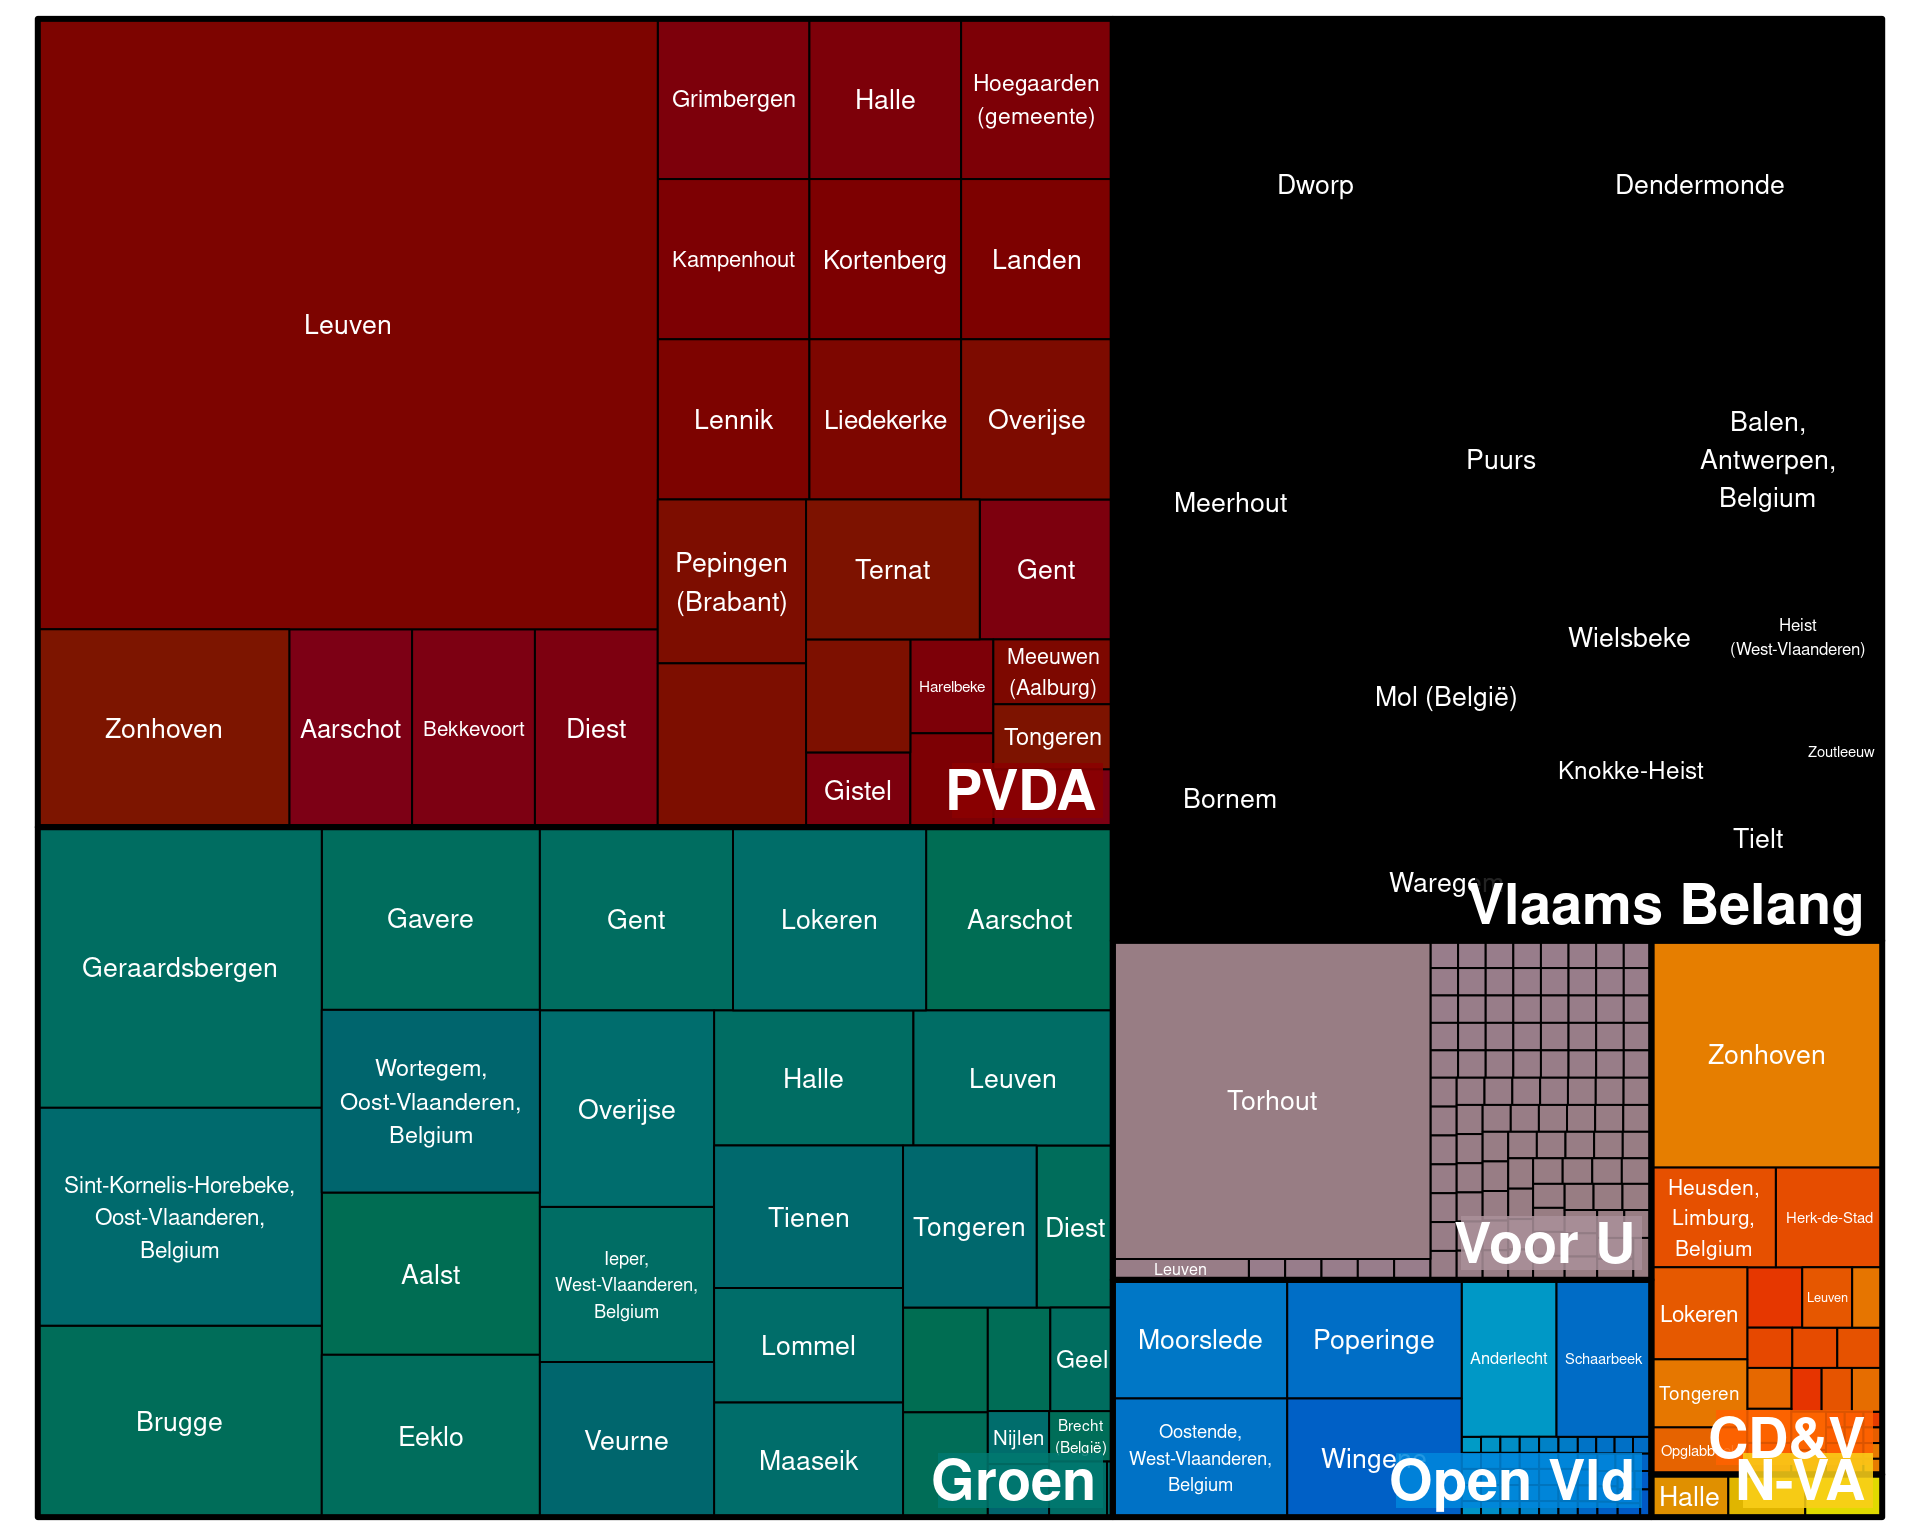 Leuven
Grimbergen
Halle
Hoegaarden
(gemeente)
Kampenhout
Kortenberg
Landen
Lennik
Liedekerke
Overijse
Pepingen
(Brabant)
Ternat
Gent
Zonhoven
Aarschot
Bekkevoort
Diest
Harelbeke
Meeuwen
(Aalburg)
Tongeren
Gistel
PVDA
Dworp
Dendermonde
Meerhout
Puurs
Balen,
Antwerpen,
Belgium
Wielsbeke
Heist
(West-Vlaanderen)
Mol (België)
Zoutleeuw
Knokke-Heist
Bornem
Tielt
Waregem
Vlaams Belang
Geraardsbergen
Gavere
Gent
Lokeren
Aarschot
Wortegem,
Oost-Vlaanderen,
Belgium
Overijse
Halle
Leuven
Sint-Kornelis-Horebeke,
Oost-Vlaanderen,
Belgium
Aalst
Ieper,
West-Vlaanderen,
Belgium
Tienen
Tongeren
Diest
Lommel
Geel
Brugge
Eeklo
Veurne
Maaseik
Nijlen
Brecht
(België)
Groen
Torhout
Leuven
Voor U
Moorslede
Poperinge
Anderlecht
Schaarbeek
Oostende,
West-Vlaanderen,
Belgium
Wingene
Open Vld
Zonhoven
Heusden,
Limburg,
Belgium
Herk-de-Stad
Lokeren
Leuven
Tongeren
Opglabb
CD&V
Halle
N-VA